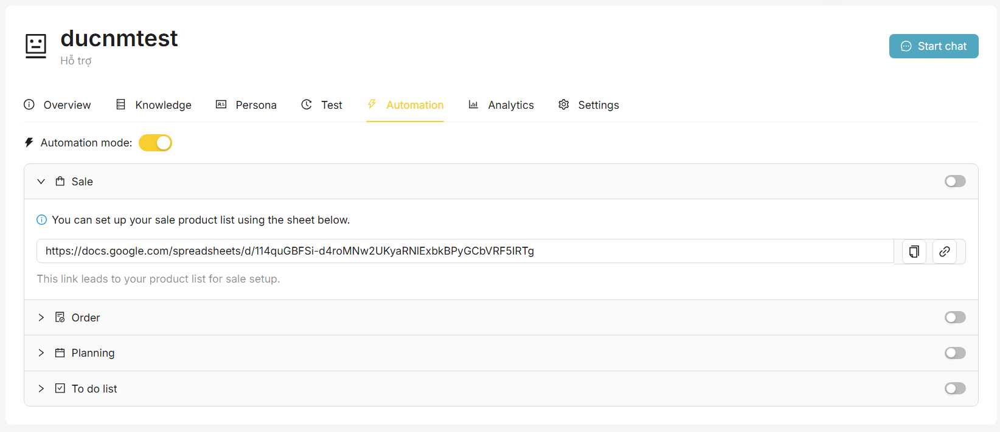 ducnmtest
Hỗ trợ
Start chat
Overview Knowledge Persona Test Automation Analytics Settings
Automation mode:
Sale
You can set up your sale product list using the sheet below.
https://docs.google.com/spreadsheets/d/114quGBFSi-d4roMNw2UKyaRNlExbkBPyGCbVRF5IRTg
This link leads to your product list for sale setup.
Order
Planning
To do list